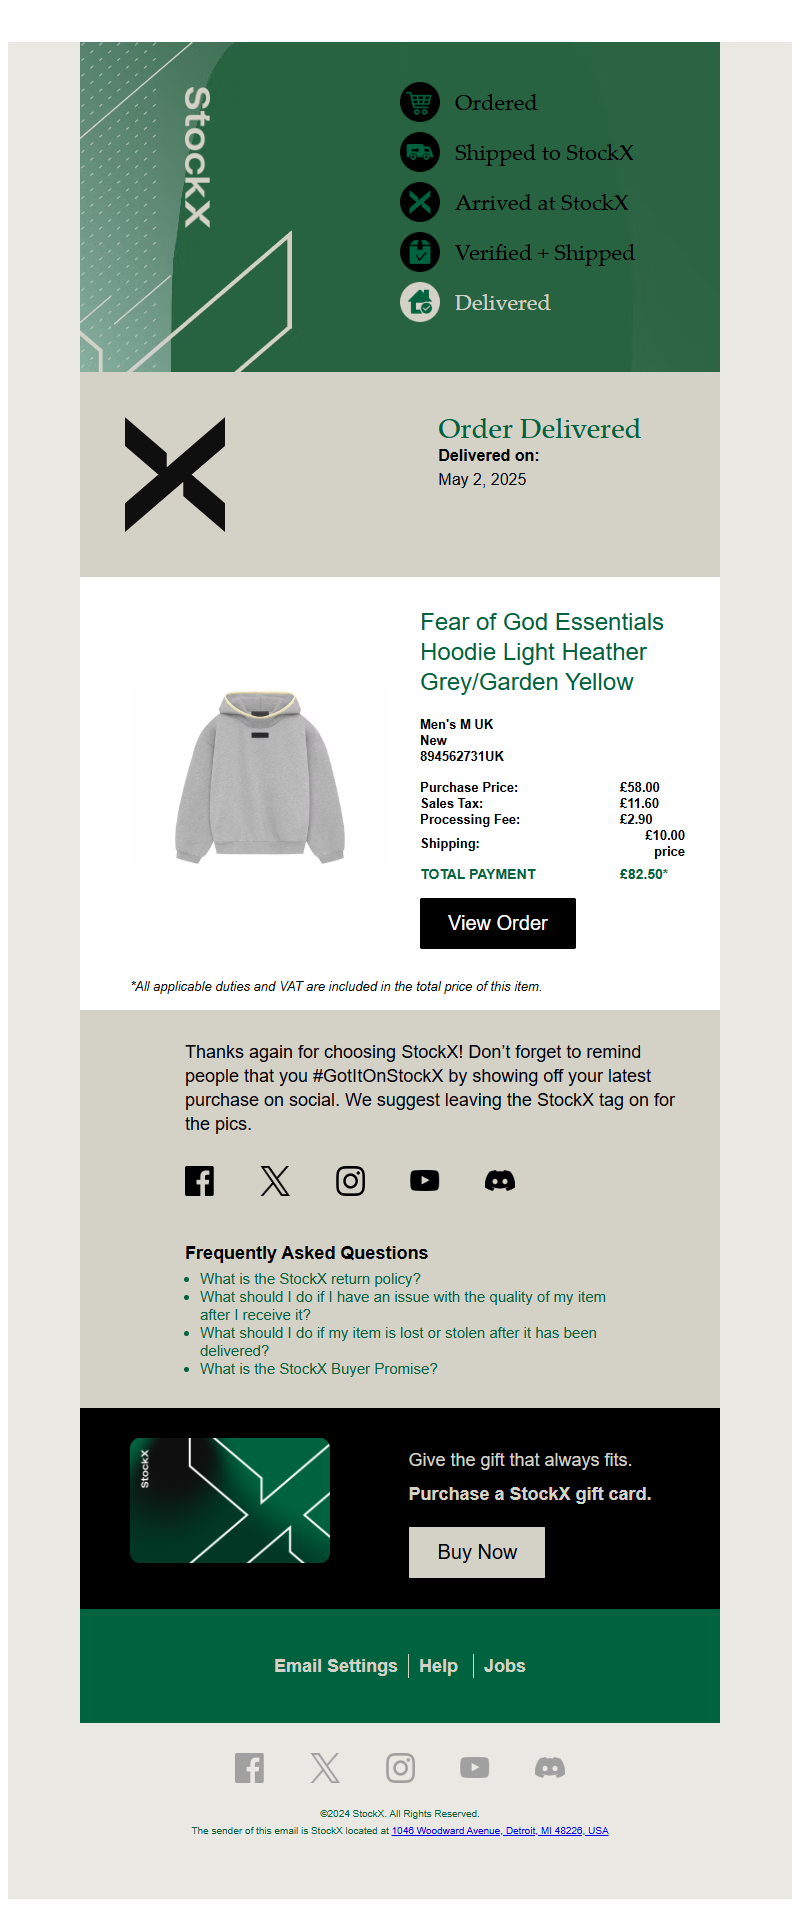 StockX
Ordered
Shipped to StockX
Arrived at StockX
Verified + Shipped
Delivered
Order Delivered
Delivered on:
May 2, 2025
Fear of God Essentials
Hoodie Light Heather
Grey/Garden Yellow
Men's M UK
New
894562731UK
Purchase Price: £58.00
Sales Tax: £11.60
Processing Fee: £2.90
Shipping: £10.00
price
TOTAL PAYMENT £82.50*
View Order
*All applicable duties and VAT are included in the total price of this item.
Thanks again for choosing StockX! Don’t forget to remind
people that you #GotItOnStockX by showing off your latest
purchase on social. We suggest leaving the StockX tag on for
the pics.
Frequently Asked Questions
• What is the StockX return policy?
• What should I do if I have an issue with the quality of my item
after I receive it?
• What should I do if my item is lost or stolen after it has been
delivered?
• What is the StockX Buyer Promise?
StockX
Give the gift that always fits.
Purchase a StockX gift card.
Buy Now
Email Settings | Help | Jobs
©2024 StockX. All Rights Reserved.
The sender of this email is StockX located at 1046 Woodward Avenue, Detroit, MI 48226, USA